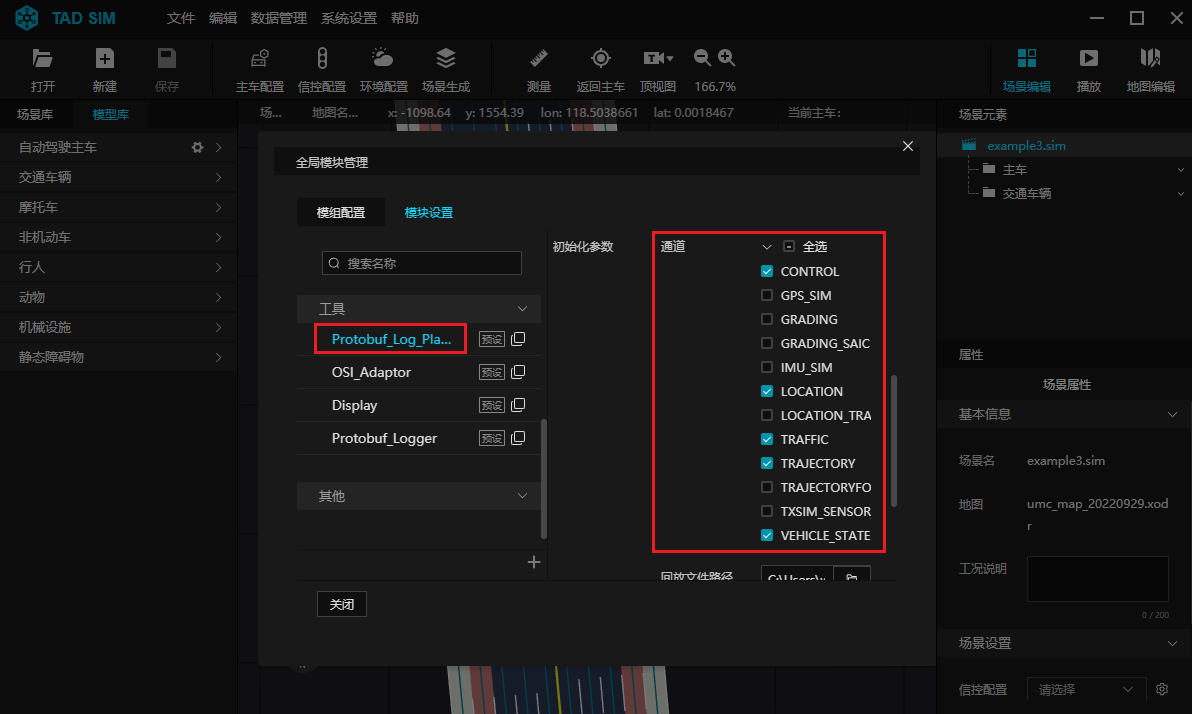 TAD SIM 文件 编辑 数据管理 系统设置 帮助
打开 新建 保存 主车配置 信控配置 环境配置 场景生成 测量 返回主车 顶视图 166.7% 场景编辑 播放 地图编辑
场景库 模型库
场... 地图名... x: -1098.64 y: 1554.39 lon: 118.5038661 lat: 0.0018467 当前主车:
自动驾驶主车
交通车辆
摩托车
非机动车
行人
动物
机械设施
静态障碍物
全局模块管理
模组配置 模块设置
搜索名称
工具
Protobuf_Log_Pla... 预设
OSI_Adaptor 预设
Display 预设
Protobuf_Logger 预设
其他
关闭
初始化参数
通道 全选
CONTROL
GPS_SIM
GRADING
GRADING_SAIC
IMU_SIM
LOCATION
LOCATION_TRA
TRAFFIC
TRAJECTORY
TRAJECTORYFO
TXSIM_SENSOR
VEHICLE_STATE
回放文件路径 C:\Users\
场景元素
example3.sim
主车
交通车辆
属性
场景属性
基本信息
场景名 example3.sim
地图 umc_map_20220929.xod
r
工况说明
0 / 200
场景设置
信控配置 请选择